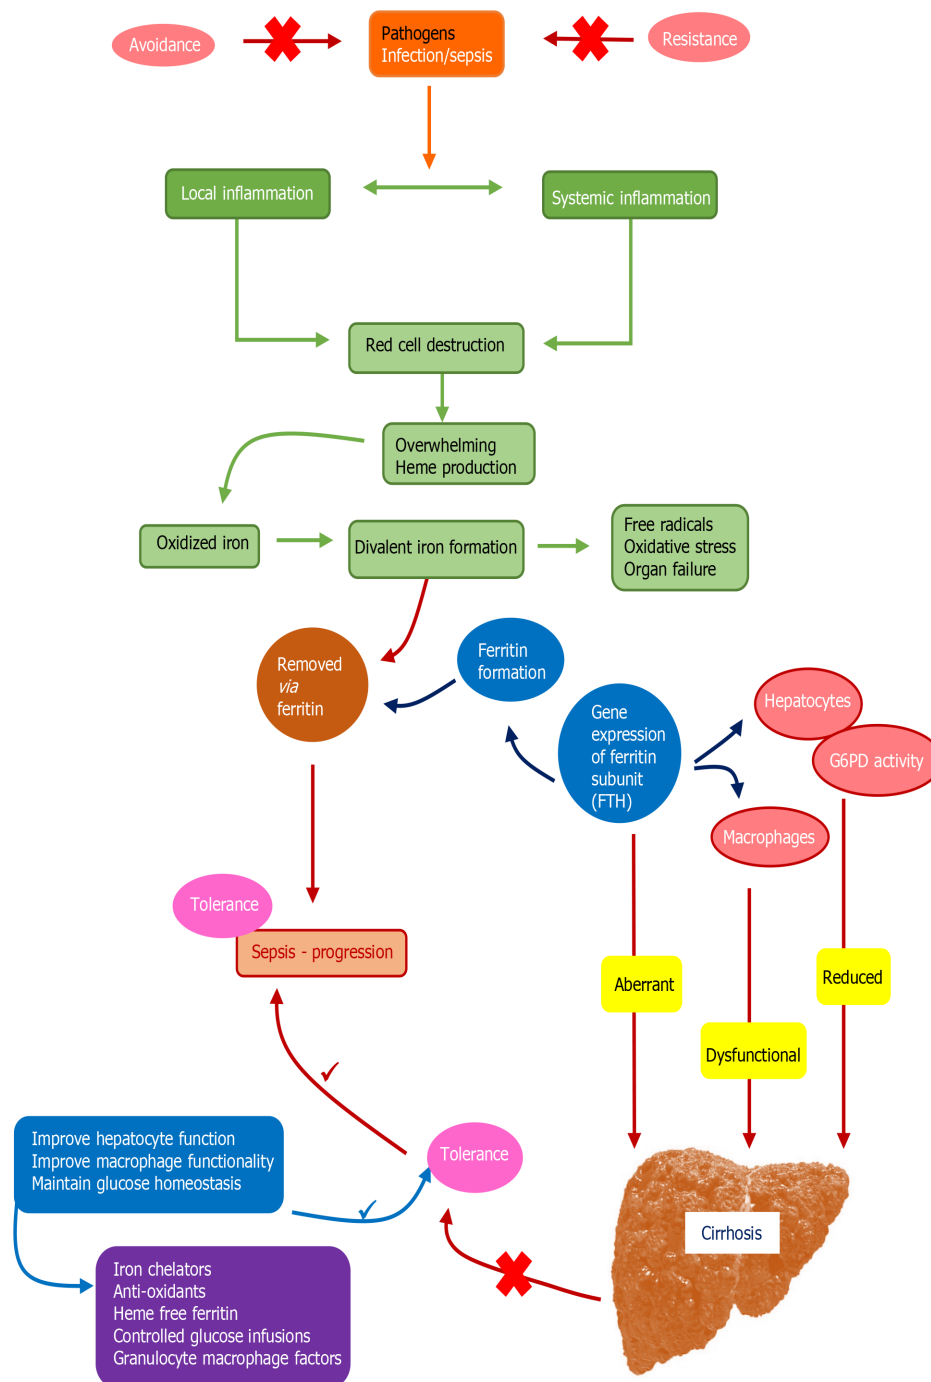 Avoidance
Pathogens
Infection/sepsis
Resistance
Local inflammation
Systemic inflammation
Red cell destruction
Overwhelming
Heme production
Oxidized iron
Divalent iron formation
Free radicals
Oxidative stress
Organ failure
Removed
via
ferritin
Ferritin
formation
Gene
expression
of ferritin
subunit
(FTH)
Hepatocytes
G6PD activity
Macrophages
Tolerance
Sepsis - progression
Aberrant
Dysfunctional
Reduced
Improve hepatocyte function
Improve macrophage functionality
Maintain glucose homeostasis
Tolerance
Cirrhosis
Iron chelators
Anti-oxidants
Heme free ferritin
Controlled glucose infusions
Granulocyte macrophage factors